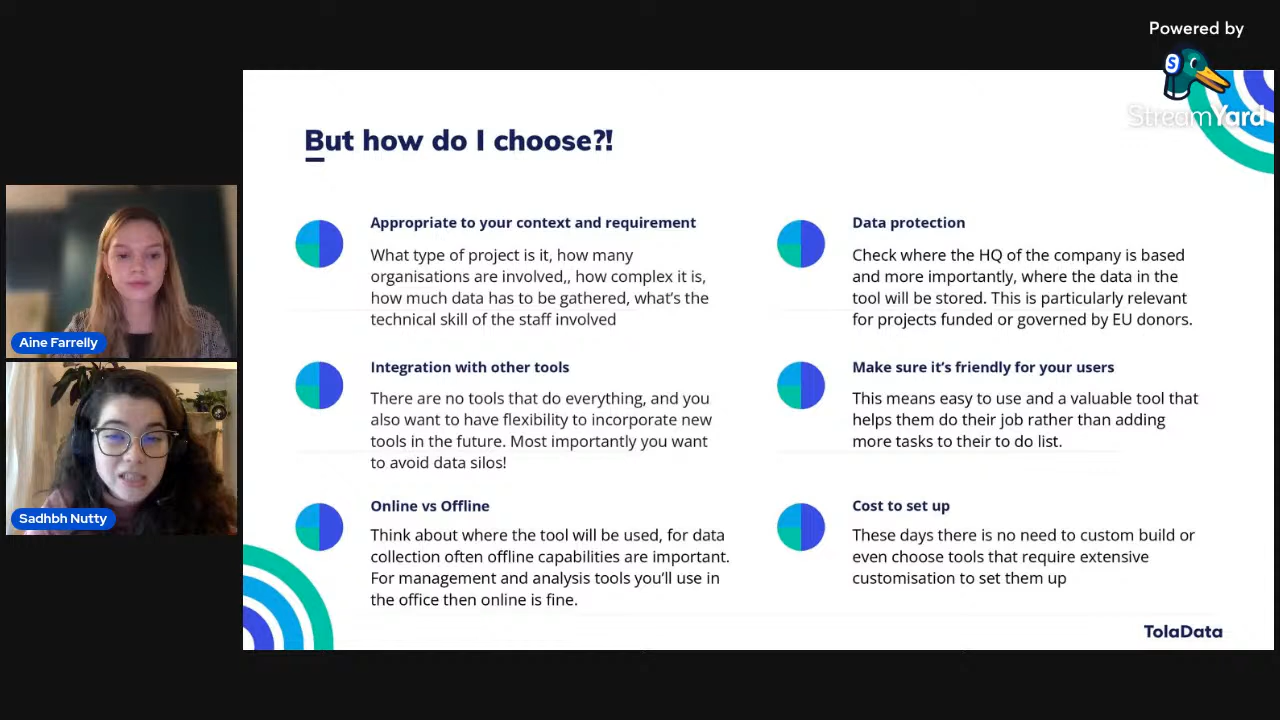 Powered by
StreamYard
But how do I choose?!
Appropriate to your context and requirement
What type of project is it, how many
organisations are involved,, how complex it is,
how much data has to be gathered, what's the
technical skill of the staff involved
Data protection
Check where the HQ of the company is based
and more importantly, where the data in the
tool will be stored. This is particularly relevant
for projects funded or governed by EU donors.
Integration with other tools
There are no tools that do everything, and you
also want to have flexibility to incorporate new
tools in the future. Most importantly you want
to avoid data silos!
Make sure it's friendly for your users
This means easy to use and a valuable tool that
helps them do their job rather than adding
more tasks to their to do list.
Online vs Offline
Think about where the tool will be used, for data
collection often offline capabilities are important.
For management and analysis tools you'll use in
the office then online is fine.
Cost to set up
These days there is no need to custom build or
even choose tools that require extensive
customisation to set them up
TolaData
Aine Farrelly
Sadhbh Nutty